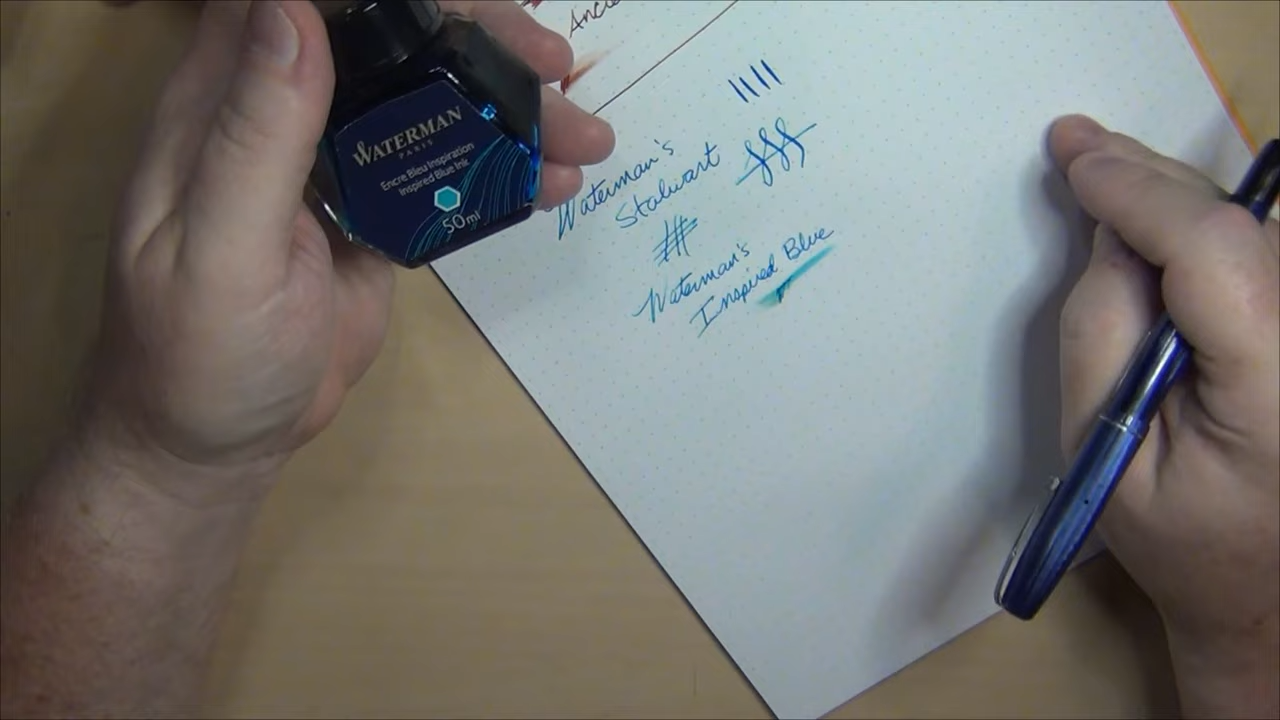 WATERMAN
PARIS
Encre Bleu Inspiration
Inspired Blue Ink
50ml
Waterman's
Stalwart
Waterman's
Inspired Blue